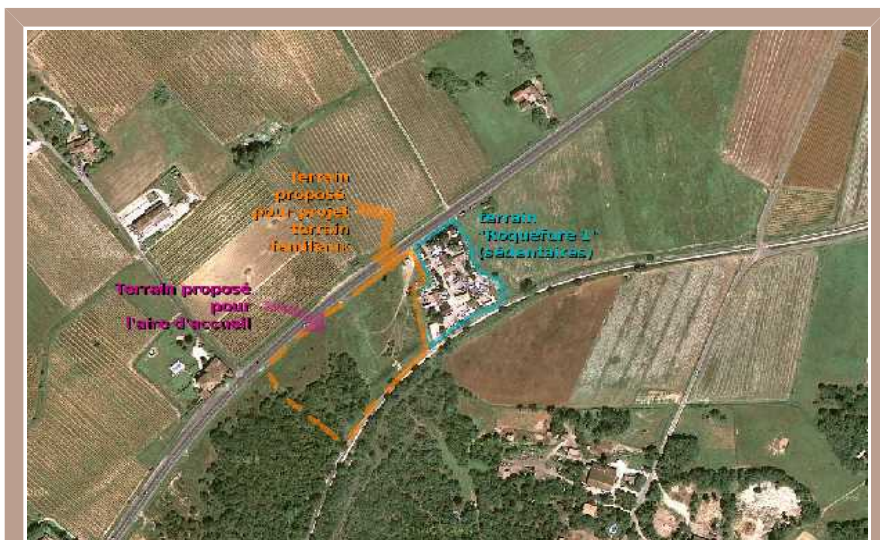 Terrain
proposé
pour projet
terrain
familiaux
terrain
"Roquefure 1"
(sédentaires)
Terrain proposé
pour
l'aire d'accueil